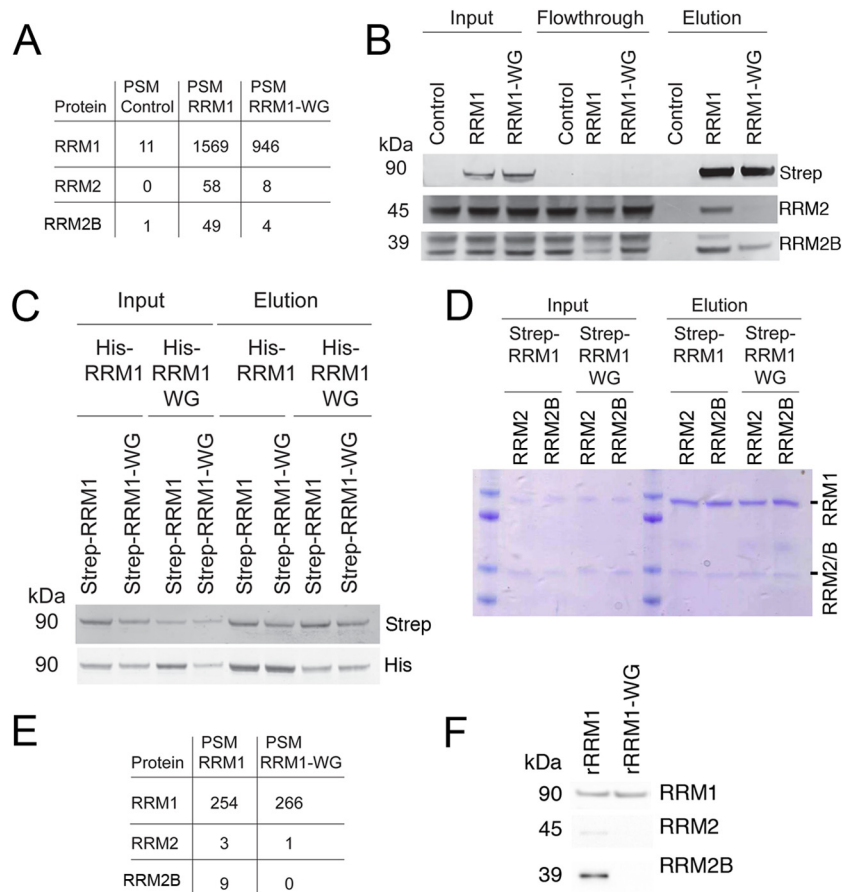 A
Protein PSM Control PSM RRM1 PSM RRM1-WG
RRM1 11 1569 946
RRM2 0 58 8
RRM2B 1 49 4
B
Input Flowthrough Elution
Control RRM1 RRM1-WG Control RRM1 RRM1-WG Control RRM1 RRM1-WG
kDa
90 Strep
45 RRM2
39 RRM2B
C
Input Elution
His-RRM1 His-RRM1 WG His-RRM1 His-RRM1 WG
Strep-RRM1 Strep-RRM1-WG Strep-RRM1 Strep-RRM1-WG Strep-RRM1 Strep-RRM1-WG Strep-RRM1 Strep-RRM1-WG
kDa
90 Strep
90 His
D
Input Elution
Strep-RRM1 Strep-RRM1 WG Strep-RRM1 Strep-RRM1 WG
RRM2 RRM2B RRM2 RRM2B RRM2 RRM2B RRM2 RRM2B
RRM1
RRM2/B
E
Protein PSM RRM1 PSM RRM1-WG
RRM1 254 266
RRM2 3 1
RRM2B 9 0
F
rRRM1 rRRM1-WG
kDa
90 RRM1
45 RRM2
39 RRM2B